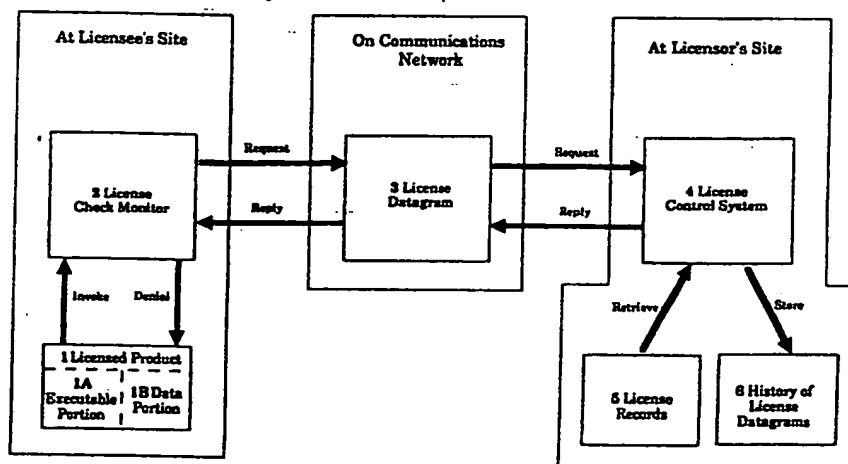 At Licensee's Site
On Communications
Network
At Licensor's Site
Request
Request
2 License
Check Monitor
3 License
Datagram
4 License
Control System
Reply
Reply
Invoke
Denial
Retrieve
Store
1 Licensed Product
1A
Executable
Portion
1B Data
Portion
5 License
Records
6 History of
License
Datagrams